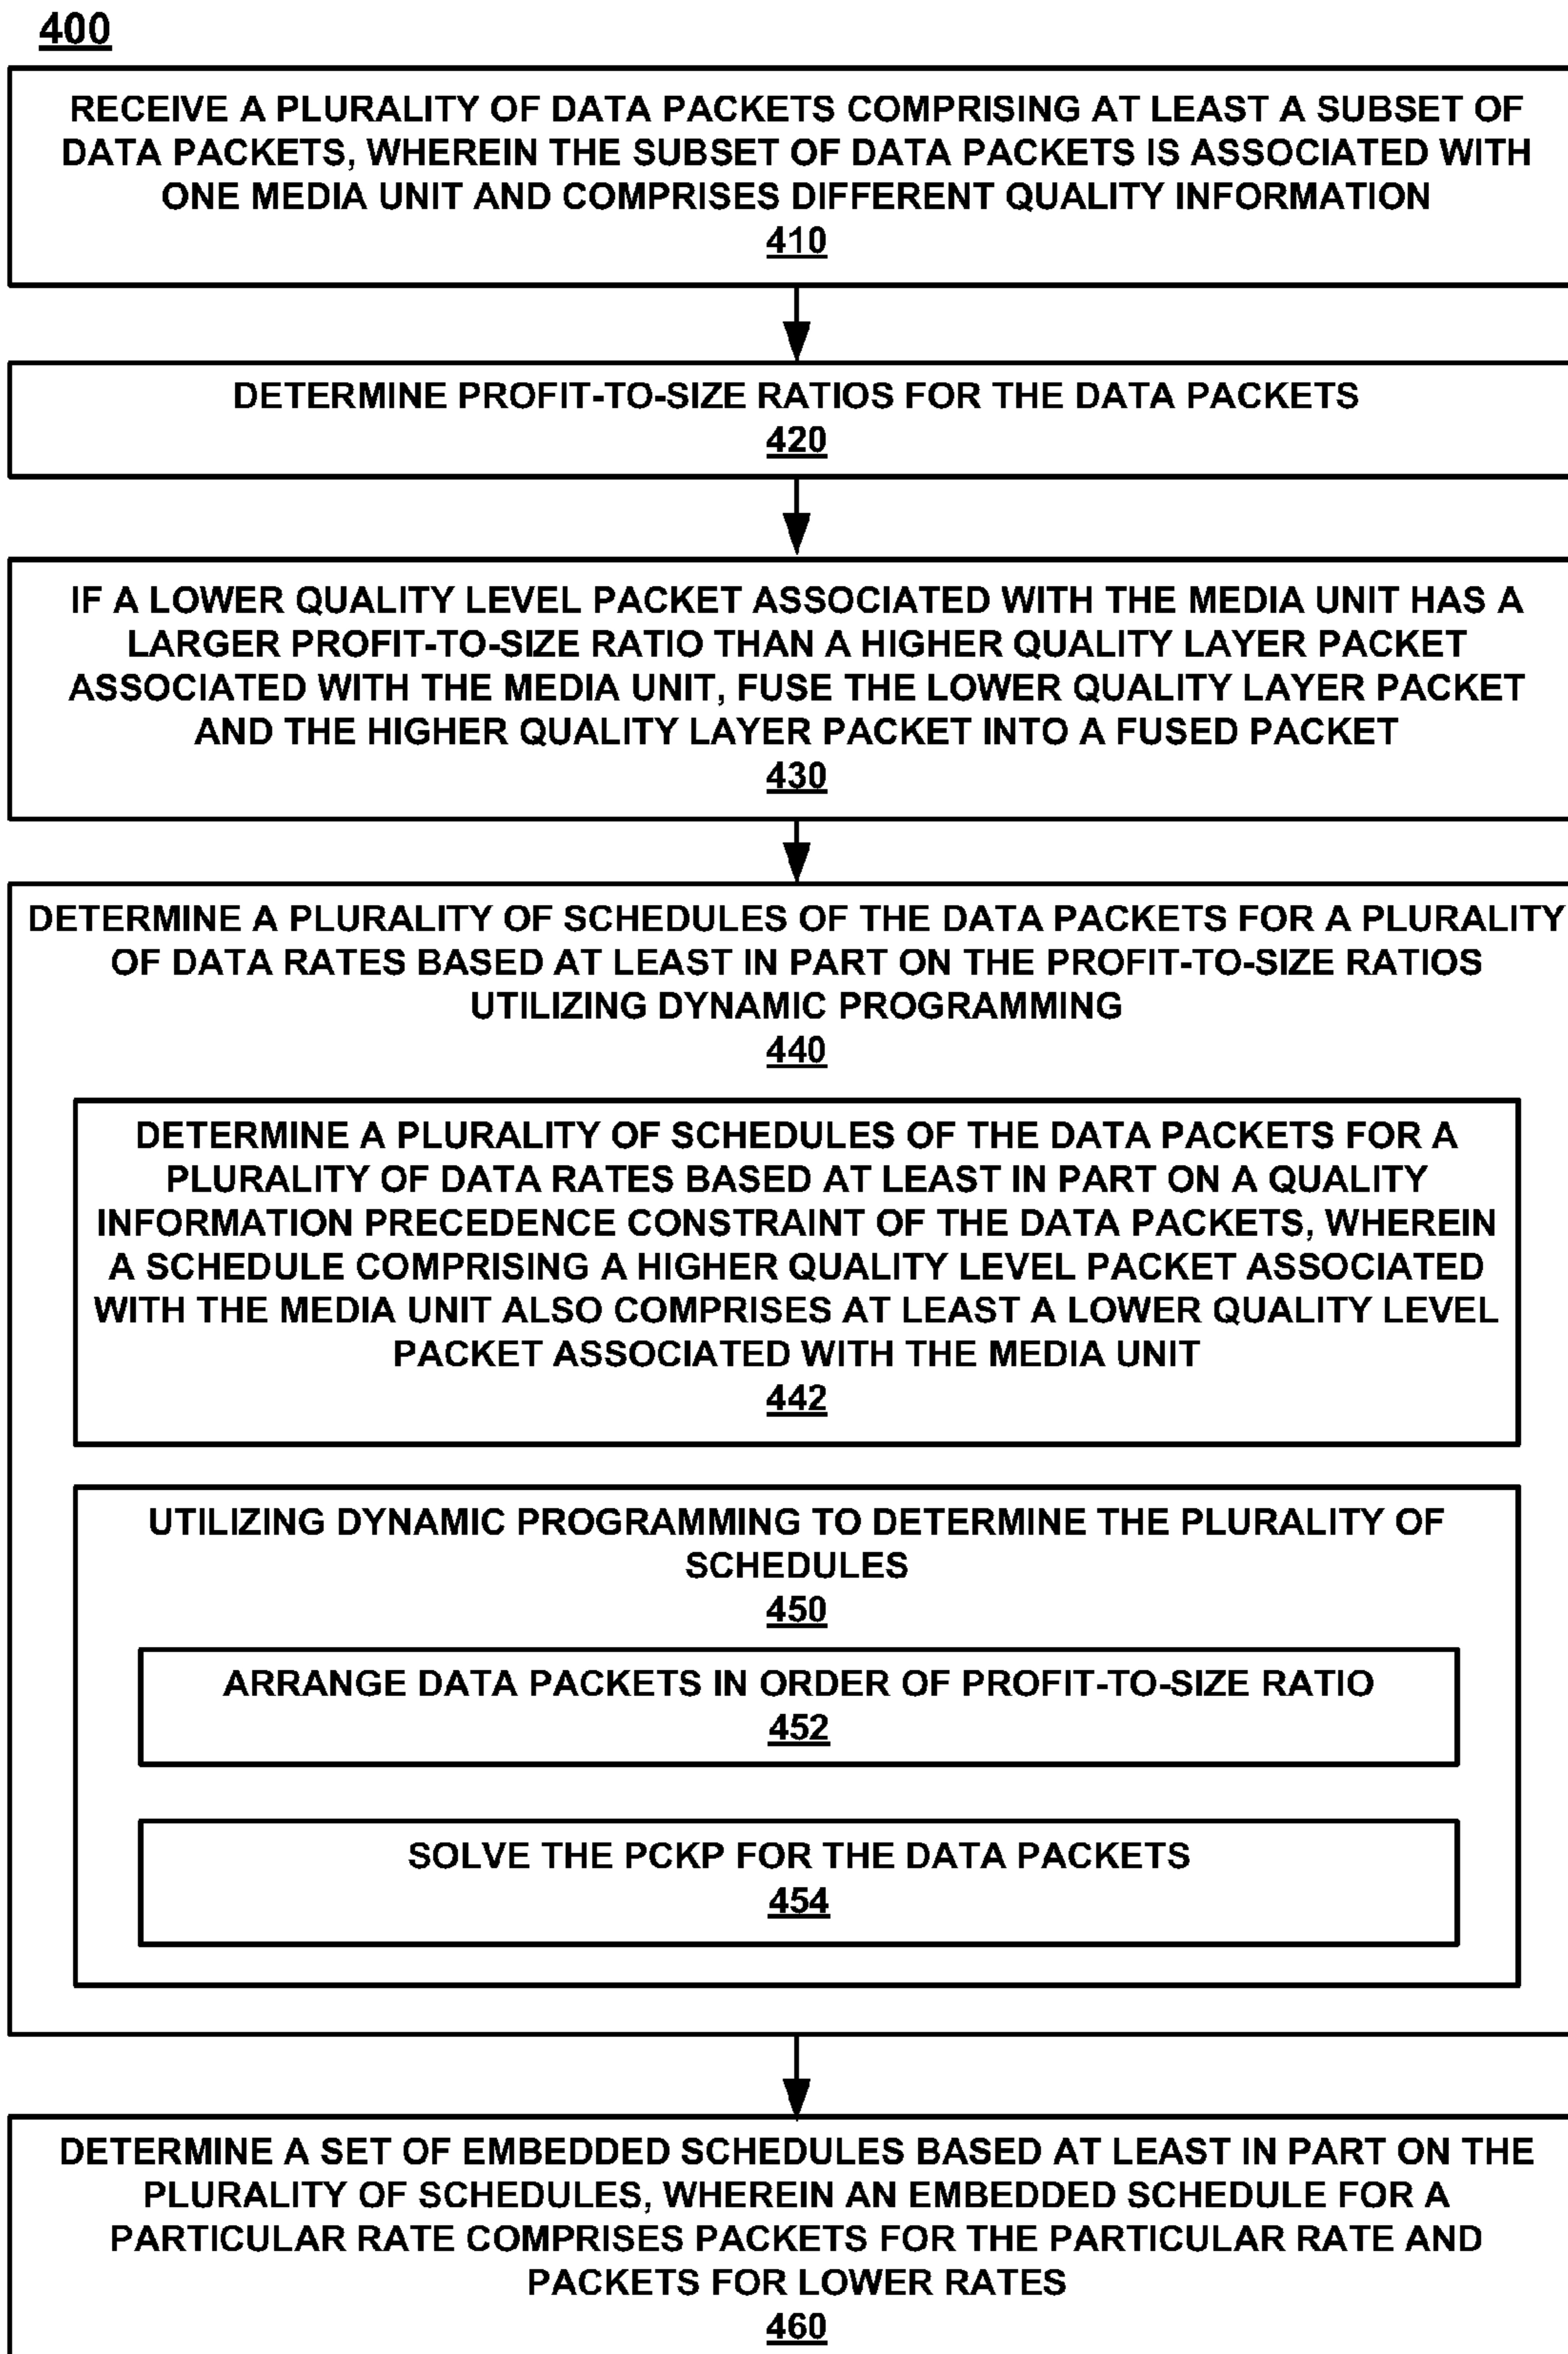 400
RECEIVE A PLURALITY OF DATA PACKETS COMPRISING AT LEAST A SUBSET OF
DATA PACKETS, WHEREIN THE SUBSET OF DATA PACKETS IS ASSOCIATED WITH
ONE MEDIA UNIT AND COMPRISES DIFFERENT QUALITY INFORMATION
410
DETERMINE PROFIT-TO-SIZE RATIOS FOR THE DATA PACKETS
420
IF A LOWER QUALITY LEVEL PACKET ASSOCIATED WITH THE MEDIA UNIT HAS A
LARGER PROFIT-TO-SIZE RATIO THAN A HIGHER QUALITY LAYER PACKET
ASSOCIATED WITH THE MEDIA UNIT, FUSE THE LOWER QUALITY LAYER PACKET
AND THE HIGHER QUALITY LAYER PACKET INTO A FUSED PACKET
430
DETERMINE A PLURALITY OF SCHEDULES OF THE DATA PACKETS FOR A PLURALITY
OF DATA RATES BASED AT LEAST IN PART ON THE PROFIT-TO-SIZE RATIOS
UTILIZING DYNAMIC PROGRAMMING
440
DETERMINE A PLURALITY OF SCHEDULES OF THE DATA PACKETS FOR A
PLURALITY OF DATA RATES BASED AT LEAST IN PART ON A QUALITY
INFORMATION PRECEDENCE CONSTRAINT OF THE DATA PACKETS, WHEREIN
A SCHEDULE COMPRISING A HIGHER QUALITY LEVEL PACKET ASSOCIATED
WITH THE MEDIA UNIT ALSO COMPRISES AT LEAST A LOWER QUALITY LEVEL
PACKET ASSOCIATED WITH THE MEDIA UNIT
442
UTILIZING DYNAMIC PROGRAMMING TO DETERMINE THE PLURALITY OF
SCHEDULES
450
ARRANGE DATA PACKETS IN ORDER OF PROFIT-TO-SIZE RATIO
452
SOLVE THE PCKP FOR THE DATA PACKETS
454
DETERMINE A SET OF EMBEDDED SCHEDULES BASED AT LEAST IN PART ON THE
PLURALITY OF SCHEDULES, WHEREIN AN EMBEDDED SCHEDULE FOR A
PARTICULAR RATE COMPRISES PACKETS FOR THE PARTICULAR RATE AND
PACKETS FOR LOWER RATES
460